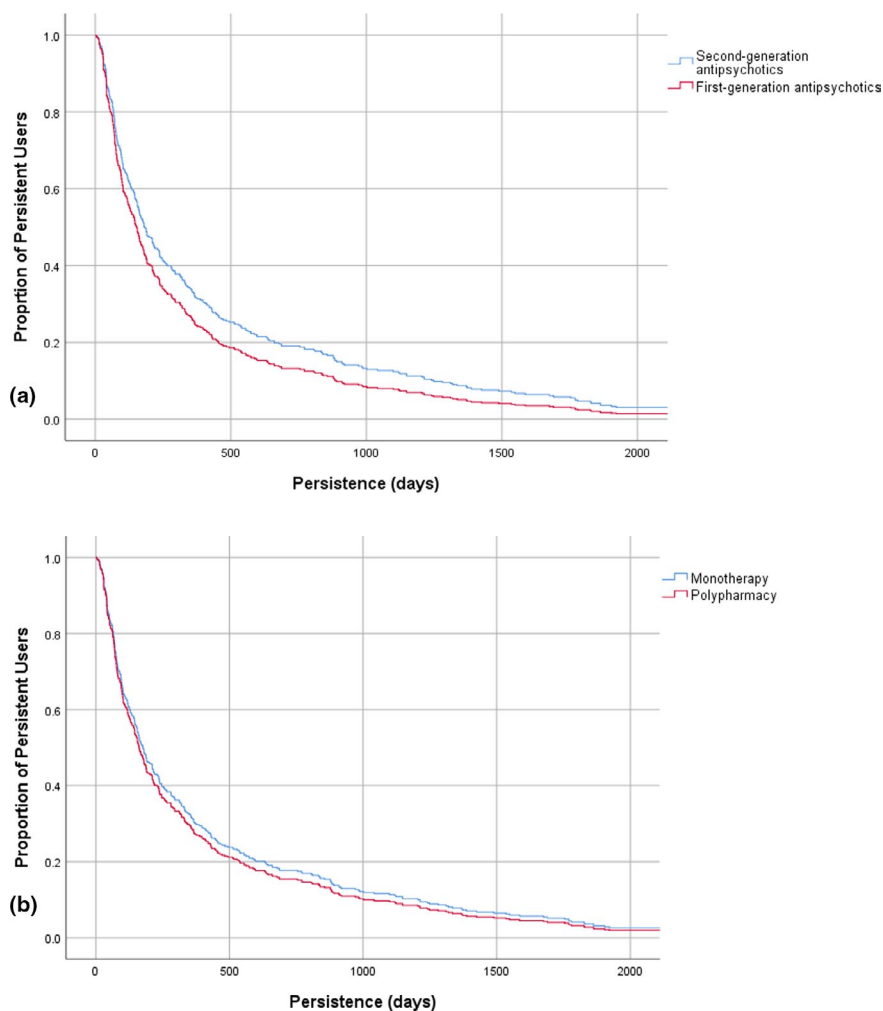 1.0
0.8
0.6
0.4
0.2
0.0
Proprtion of Persistent Users
(a)
0 500 1000 1500 2000
Persistence (days)
Second-generation
antipsychotics
First-generation antipsychotics
1.0
0.8
0.6
0.4
0.2
0.0
Proportion of Persistent Users
(b)
0 500 1000 1500 2000
Persistence (days)
Monotherapy
Polypharmacy